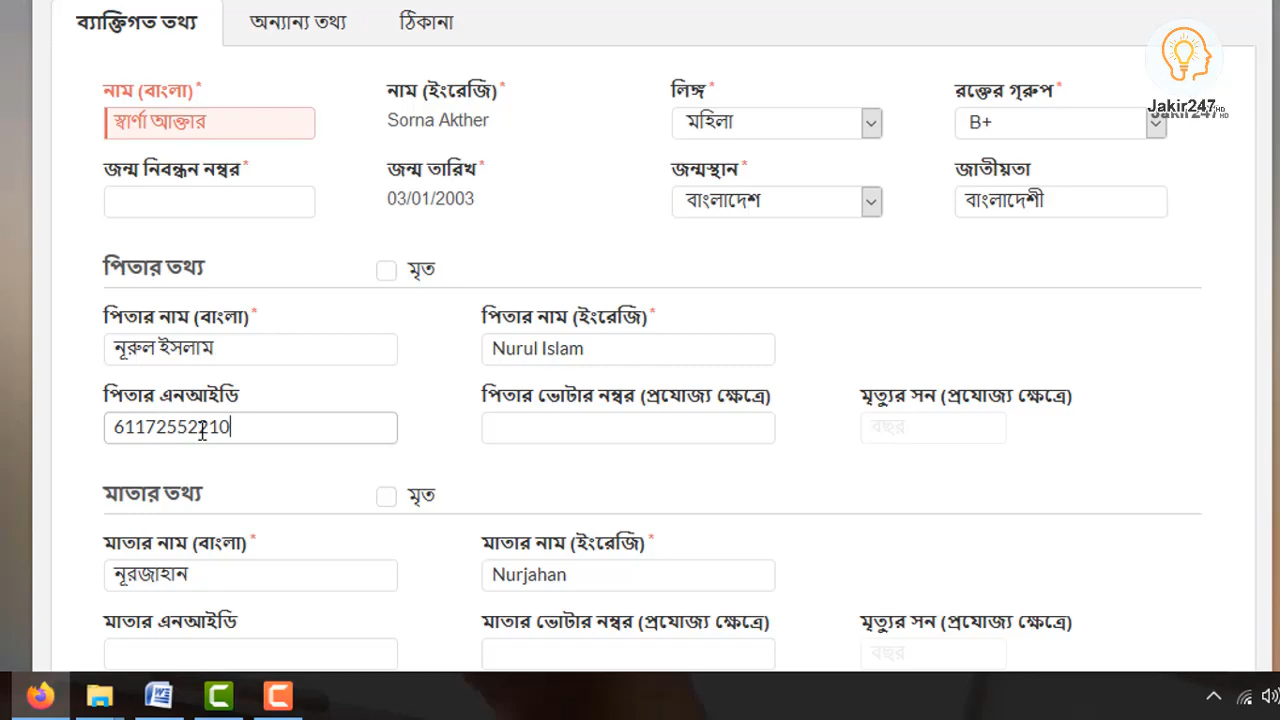 ব্যাক্তিগত তথ্য অন্যান্য তথ্য ঠিকানা
Jakir247 HD
নাম (বাংলা)* নাম (ইংরেজি)* লিঙ্গ* রক্তের গ্রুপ*
স্বার্ণা আক্তার Sorna Akther মহিলা B+
জন্ম নিবন্ধন নম্বর* জন্ম তারিখ* জন্মস্থান* জাতীয়তা
03/01/2003 বাংলাদেশ বাংলাদেশী
পিতার তথ্য মৃত
পিতার নাম (বাংলা)* পিতার নাম (ইংরেজি)*
নূরুল ইসলাম Nurul Islam
পিতার এনআইডি পিতার ভোটার নম্বর (প্রযোজ্য ক্ষেত্রে) মৃত্যুর সন (প্রযোজ্য ক্ষেত্রে)
61172552210 বছর
মাতার তথ্য মৃত
মাতার নাম (বাংলা)* মাতার নাম (ইংরেজি)*
নূরজাহান Nurjahan
মাতার এনআইডি মাতার ভোটার নম্বর (প্রযোজ্য ক্ষেত্রে) মৃত্যুর সন (প্রযোজ্য ক্ষেত্রে)
বছর